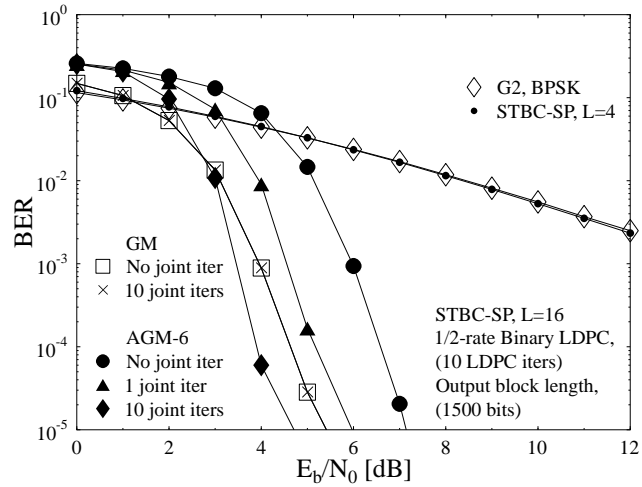 10^0
10^-1
10^-2
10^-3
10^-4
10^-5
BER
G2, BPSK
STBC-SP, L=4
GM
No joint iter
10 joint iters
AGM-6
No joint iter
1 joint iter
10 joint iters
STBC-SP, L=16
1/2-rate Binary LDPC,
(10 LDPC iters)
Output block length,
(1500 bits)
0 2 4 6 8 10 12
E_b/N_0 [dB]